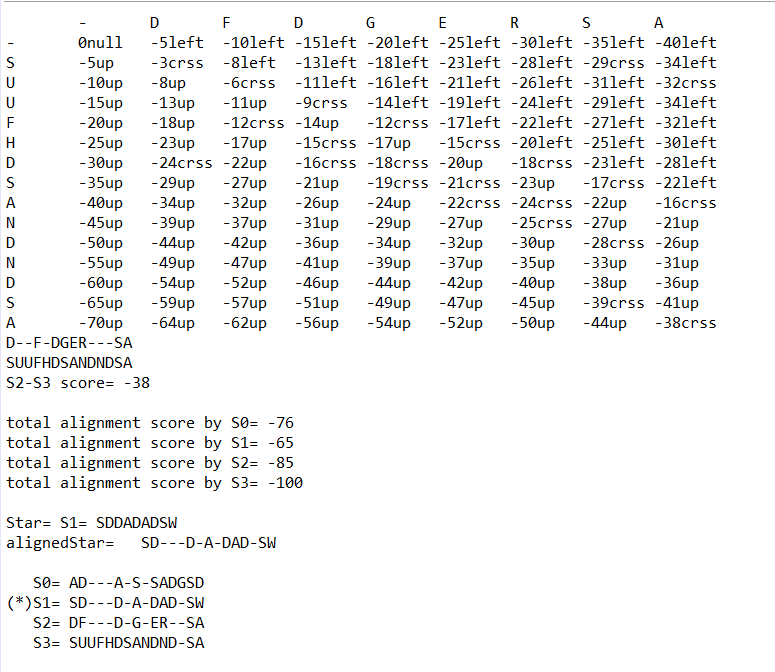 - D F D G E R S A
- 0null -5left -10left -15left -20left -25left -30left -35left -40left
S -5up -3crss -8left -13left -18left -23left -28left -29crss -34left
U -10up -8up -6crss -11left -16left -21left -26left -31left -32crss
U -15up -13up -11up -9crss -14left -19left -24left -29left -34left
F -20up -18up -12crss -14up -12crss -17left -22left -27left -32left
H -25up -23up -17up -15crss -17up -15crss -20left -25left -30left
D -30up -24crss -22up -16crss -18crss -20up -18crss -23left -28left
S -35up -29up -27up -21up -19crss -21crss -23up -17crss -22left
A -40up -34up -32up -26up -24up -22crss -24crss -22up -16crss
N -45up -39up -37up -31up -29up -27up -25crss -27up -21up
D -50up -44up -42up -36up -34up -32up -30up -28crss -26up
N -55up -49up -47up -41up -39up -37up -35up -33up -31up
D -60up -54up -52up -46up -44up -42up -40up -38up -36up
S -65up -59up -57up -51up -49up -47up -45up -39crss -41up
A -70up -64up -62up -56up -54up -52up -50up -44up -38crss
D--F-DGER---SA
SUUFHDSANDNDSA
S2-S3 score= -38
total alignment score by S0= -76
total alignment score by S1= -65
total alignment score by S2= -85
total alignment score by S3= -100
Star= S1= SDDADADSW
alignedStar= SD---D-A-DAD-SW
S0= AD---A-S-SADGSD
(*)S1= SD---D-A-DAD-SW
S2= DF---D-G-ER--SA
S3= SUUFHDSANDND-SA